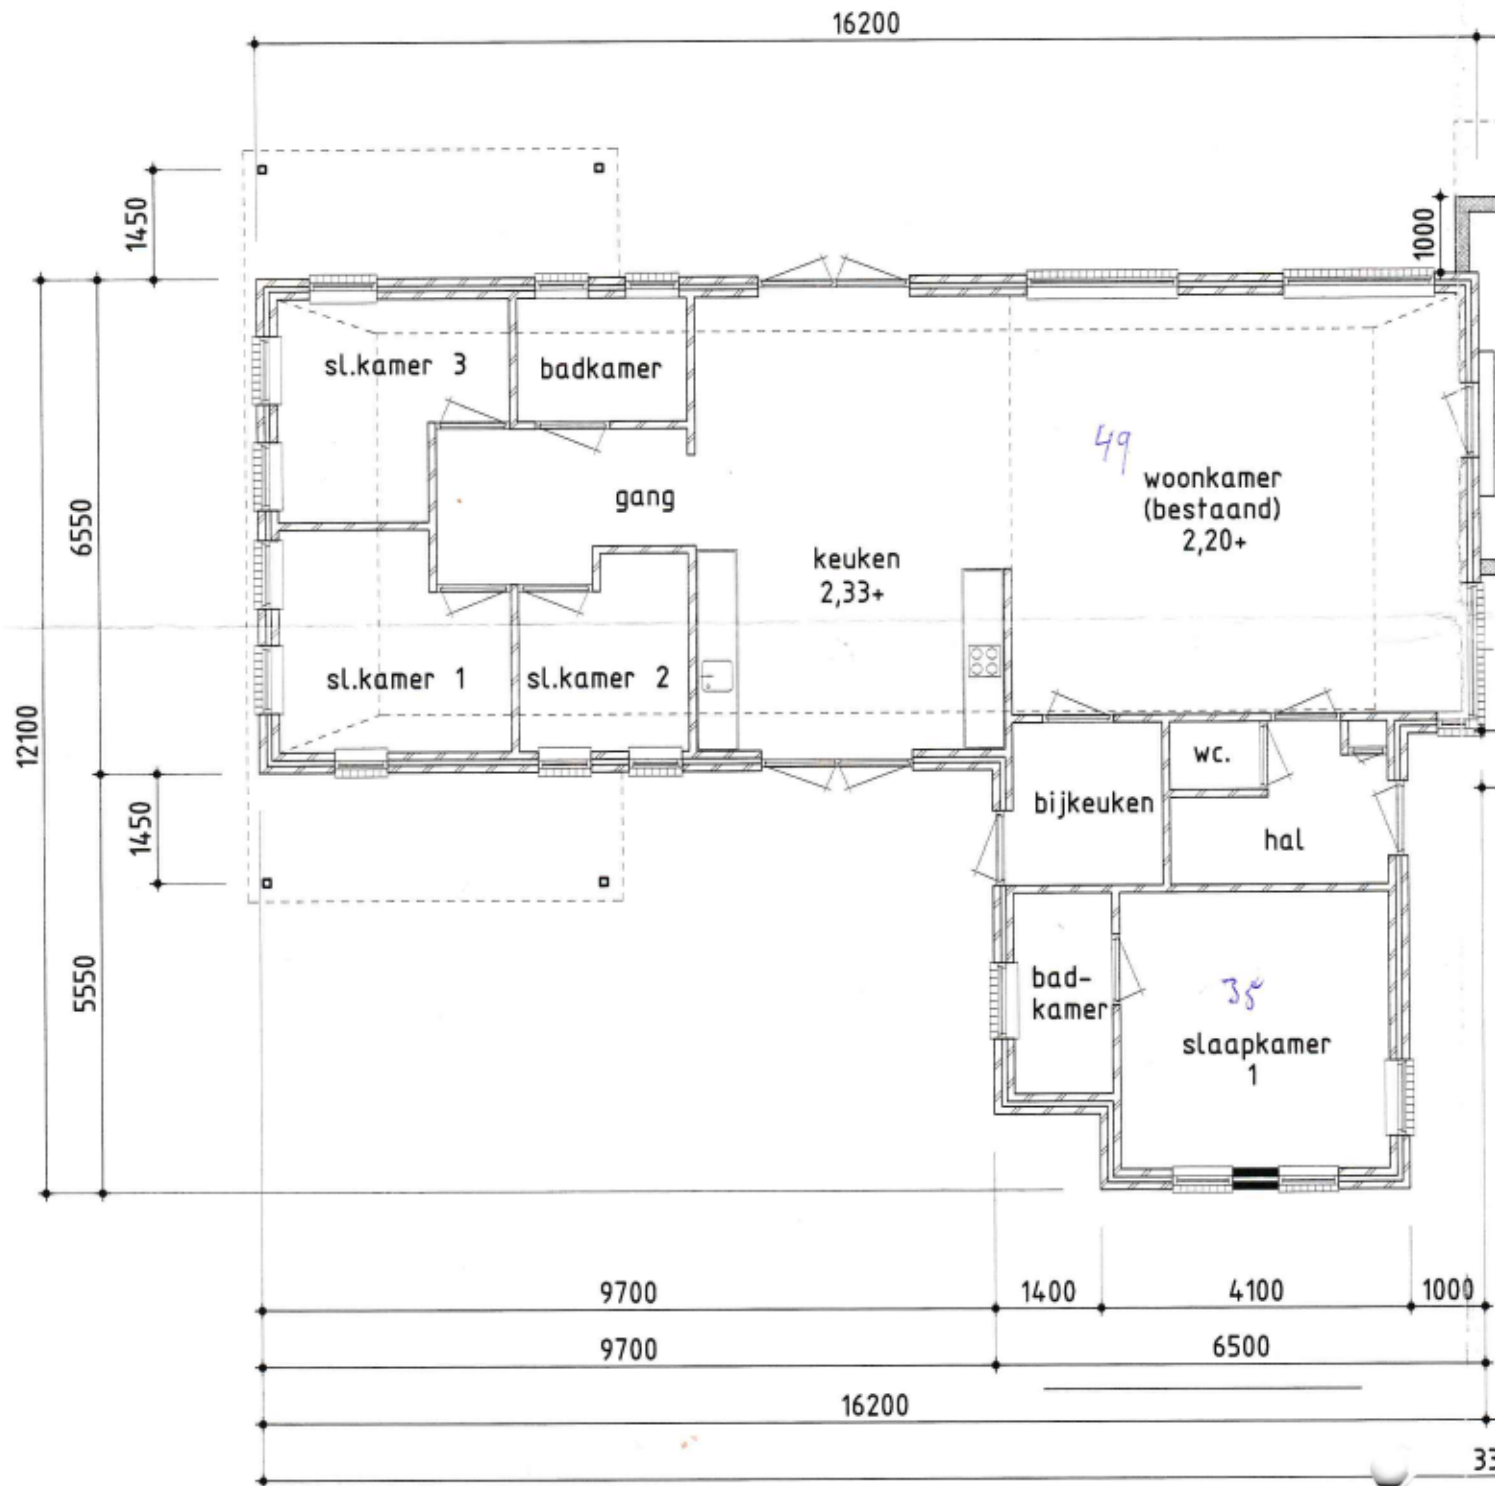 16200
1450
1000
sl.kamer 3
badkamer
49
woonkamer
(bestaand)
2,20+
gang
6550
keuken
2,33+
sl.kamer 1
sl.kamer 2
12100
wc.
bijkeuken
1450
hal
5550
bad-
kamer
35
slaapkamer
1
9700
1400
4100
1000
9700
6500
16200
33